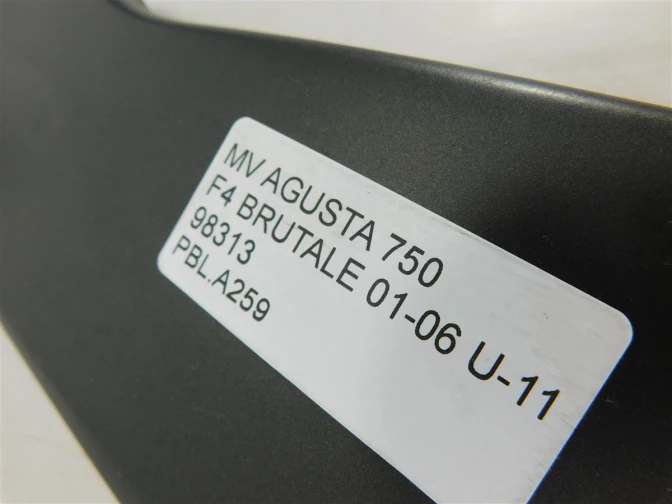 MV AGUSTA 750
F4 BRUTALE 01-06 U-11
98313
PBL.A259